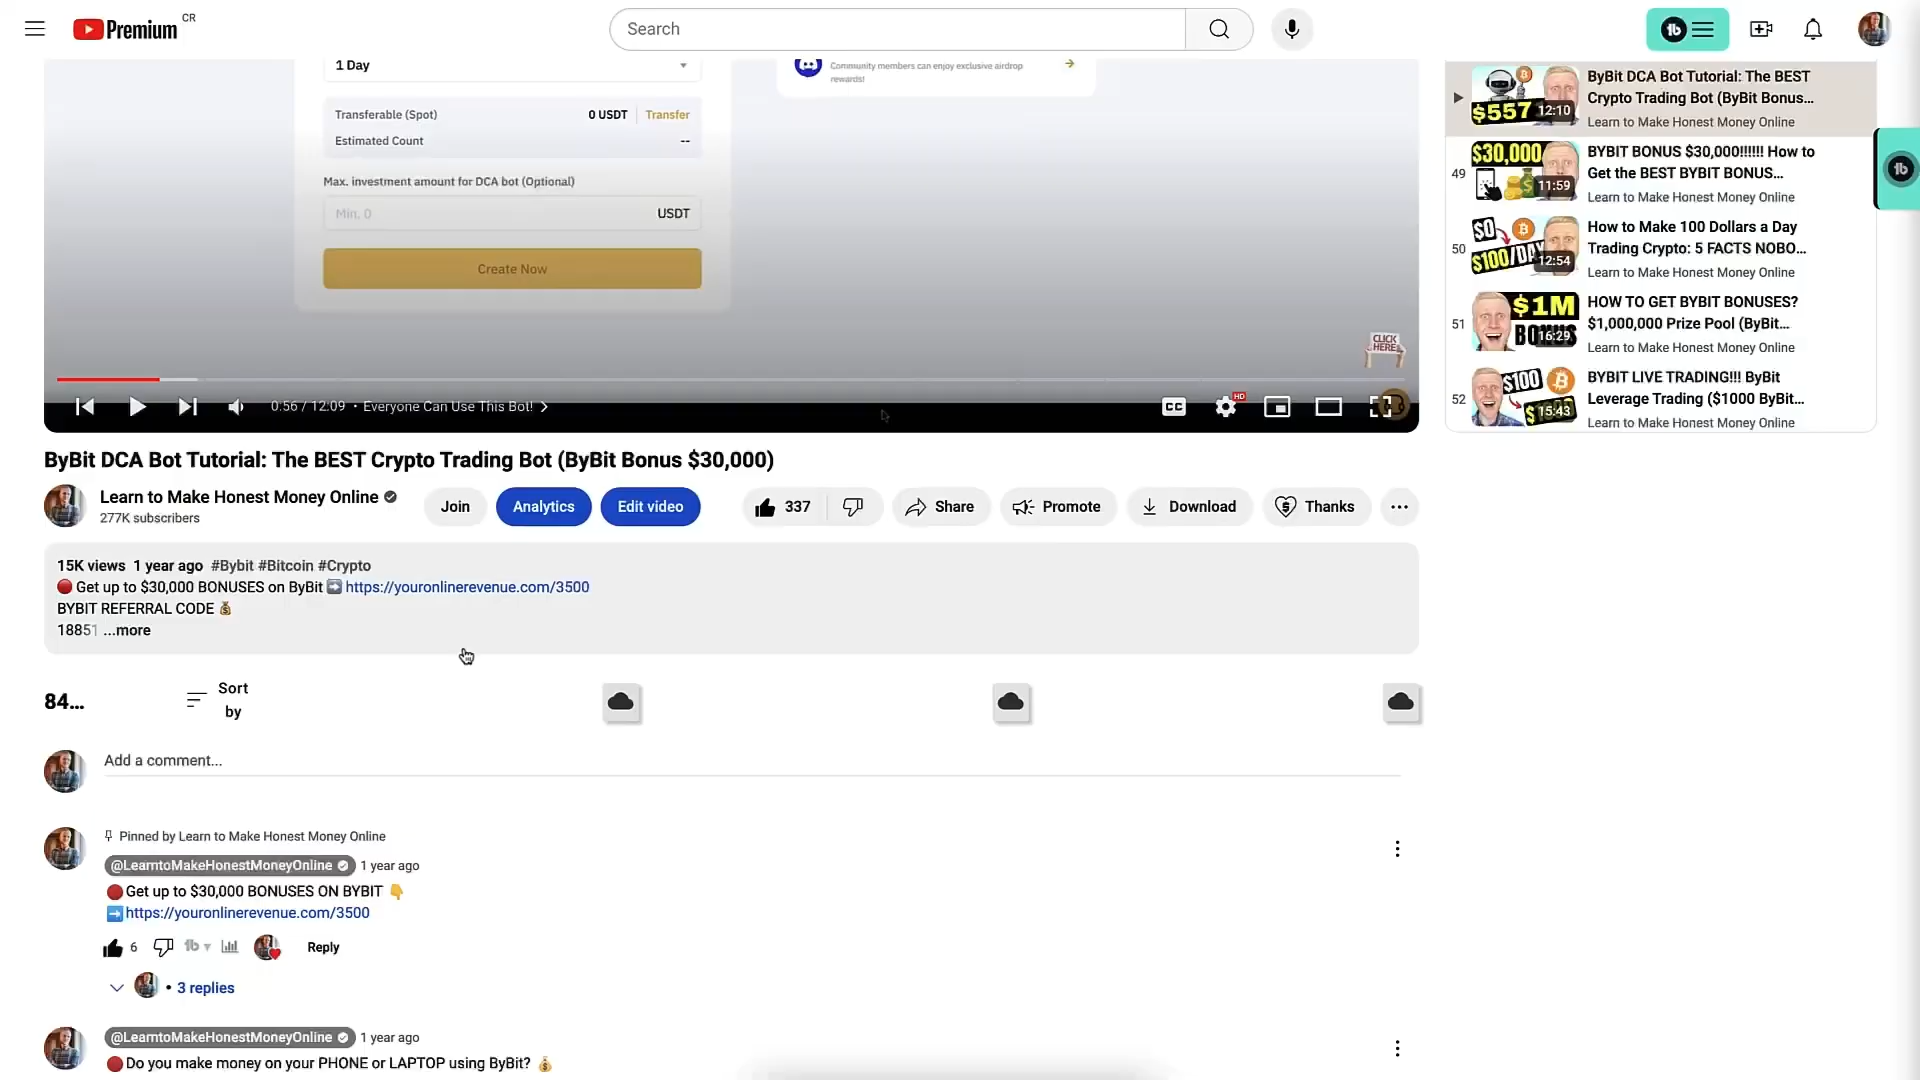 Premium CR
Search
1 Day
Community members can enjoy exclusive airdrop
rewards!
Transferable (Spot) 0 USDT Transfer
Estimated Count --
Max. investment amount for DCA bot (Optional)
Min. 0 USDT
Create Now
CLICK
HERE
0:56 / 12:09 • Everyone Can Use This Bot!
CC HD
ByBit DCA Bot Tutorial: The BEST
Crypto Trading Bot (ByBit Bonus...
Learn to Make Honest Money Online
$557 12:10
49
$30,000
11:59
BYBIT BONUS $30,000!!!!!! How to
Get the BEST BYBIT BONUS...
Learn to Make Honest Money Online
50
$0
$100/DAY
12:54
How to Make 100 Dollars a Day
Trading Crypto: 5 FACTS NOBO...
Learn to Make Honest Money Online
51
$1M
16:29
HOW TO GET BYBIT BONUSES?
$1,000,000 Prize Pool (ByBit...
Learn to Make Honest Money Online
52
$100
15:43
BYBIT LIVE TRADING!!! ByBit
Leverage Trading ($1000 ByBit...
Learn to Make Honest Money Online
ByBit DCA Bot Tutorial: The BEST Crypto Trading Bot (ByBit Bonus $30,000)
Learn to Make Honest Money Online
277K subscribers
Join Analytics Edit video 337 Share Promote Download Thanks
15K views 1 year ago #Bybit #Bitcoin #Crypto
🔴 Get up to $30,000 BONUSES on ByBit ➡️ https://youronlinerevenue.com/3500
BYBIT REFERRAL CODE 💰
18851 ...more
84...
Sort
by
Add a comment...
Pinned by Learn to Make Honest Money Online
@LearntoMakeHonestMoneyOnline 1 year ago
🔴Get up to $30,000 BONUSES ON BYBIT 👇
➡️https://youronlinerevenue.com/3500
6 Reply
• 3 replies
@LearntoMakeHonestMoneyOnline 1 year ago
🔴Do you make money on your PHONE or LAPTOP using ByBit? 💰